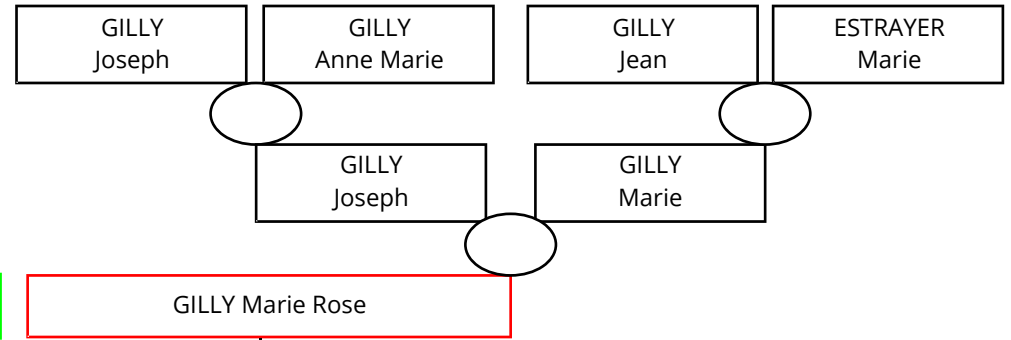 GILLY
Joseph
GILLY
Anne Marie
GILLY
Jean
ESTRAYER
Marie
GILLY
Joseph
GILLY
Marie
GILLY Marie Rose